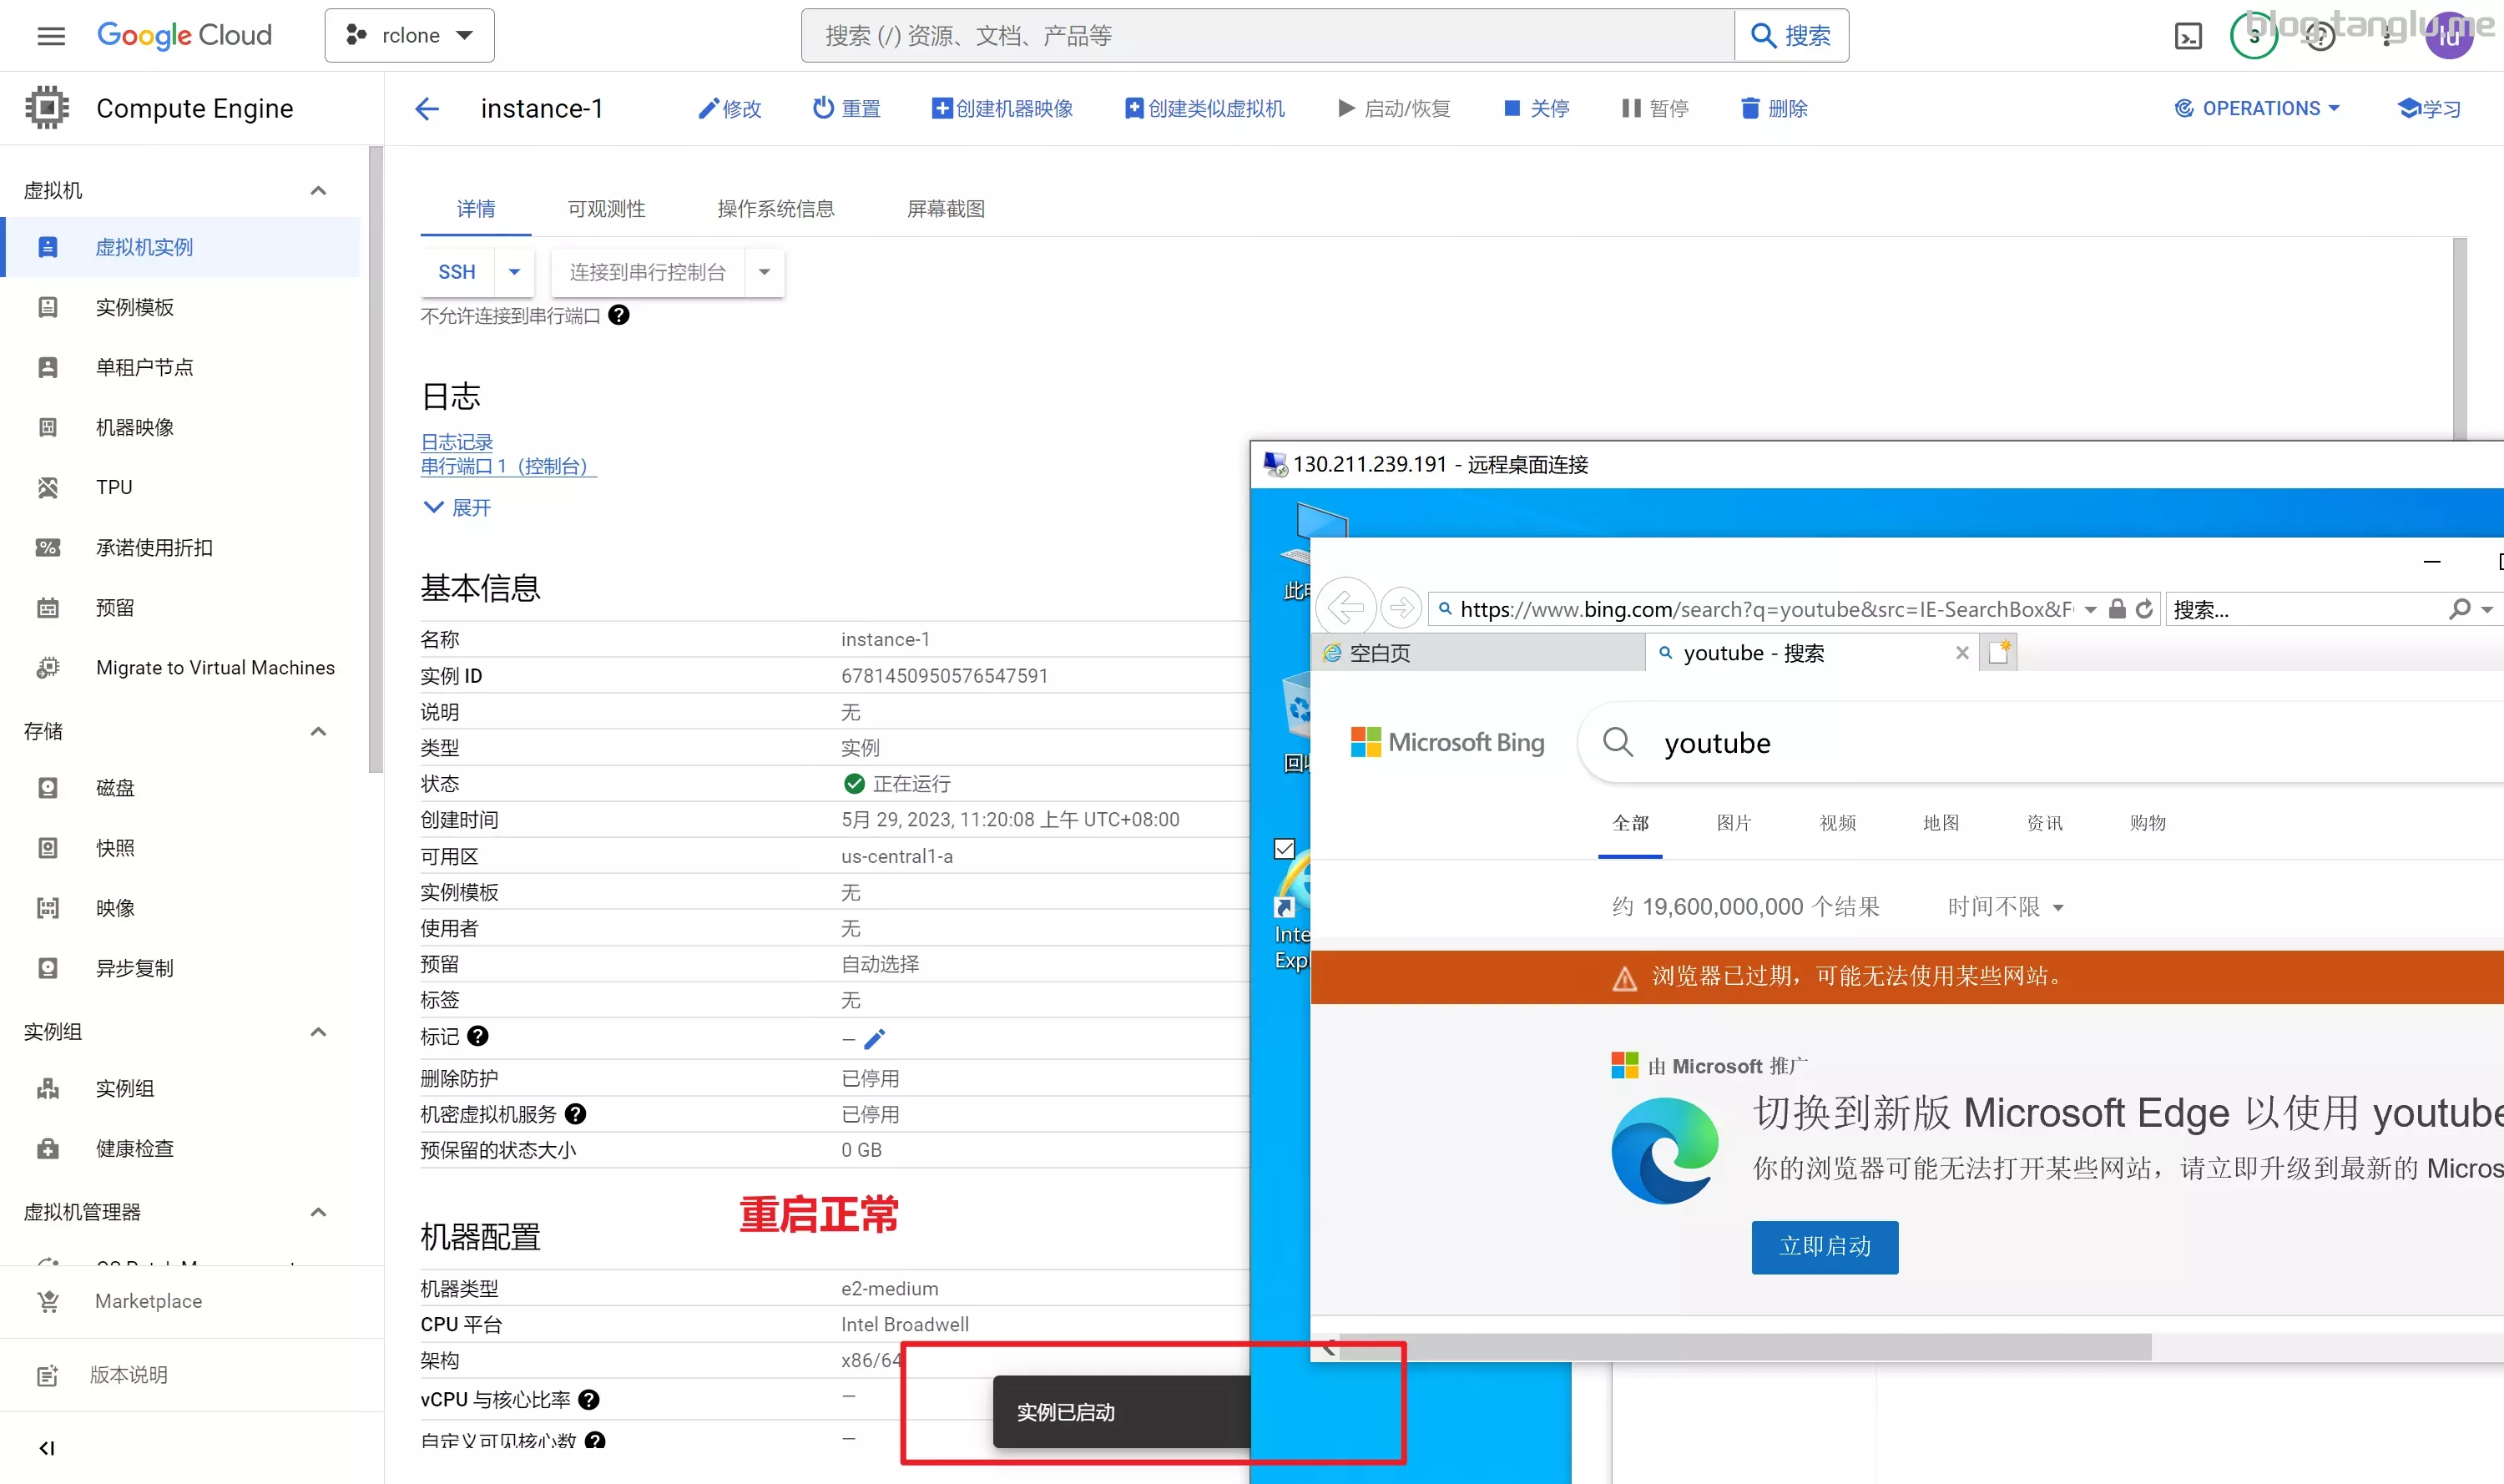 Google Cloud
rclone
搜索 (/) 资源、文档、产品等
搜索
3
blog.tanglu.me
lu
Compute Engine
instance-1
修改
重置
创建机器映像
创建类似虚拟机
启动/恢复
关停
暂停
删除
OPERATIONS
学习
虚拟机
虚拟机实例
实例模板
单租户节点
机器映像
TPU
承诺使用折扣
预留
Migrate to Virtual Machines
存储
磁盘
快照
映像
异步复制
实例组
实例组
健康检查
虚拟机管理器
Marketplace
版本说明
详情
可观测性
操作系统信息
屏幕截图
SSH
连接到串行控制台
不允许连接到串行端口
日志
日志记录
串行端口 1（控制台）
展开
基本信息
名称 instance-1
实例 ID 6781450950576547591
说明 无
类型 实例
状态 正在运行
创建时间 5月 29, 2023, 11:20:08 上午 UTC+08:00
可用区 us-central1-a
实例模板 无
使用者 无
预留 自动选择
标签 无
标记 —
删除防护 已停用
机密虚拟机服务 已停用
预保留的状态大小 0 GB
重启正常
机器配置
机器类型 e2-medium
CPU 平台 Intel Broadwell
架构 x86/64
vCPU 与核心比率 —
自定义可见核心数 —
实例已启动
130.211.239.191 - 远程桌面连接
此电
回收
Inte
Expl
https://www.bing.com/search?q=youtube&src=IE-SearchBox&F
搜索...
空白页
youtube - 搜索
Microsoft Bing
youtube
全部
图片
视频
地图
资讯
购物
约 19,600,000,000 个结果
时间不限
浏览器已过期，可能无法使用某些网站。
由 Microsoft 推广
切换到新版 Microsoft Edge 以使用 youtube
你的浏览器可能无法打开某些网站，请立即升级到最新的 Micros
立即启动